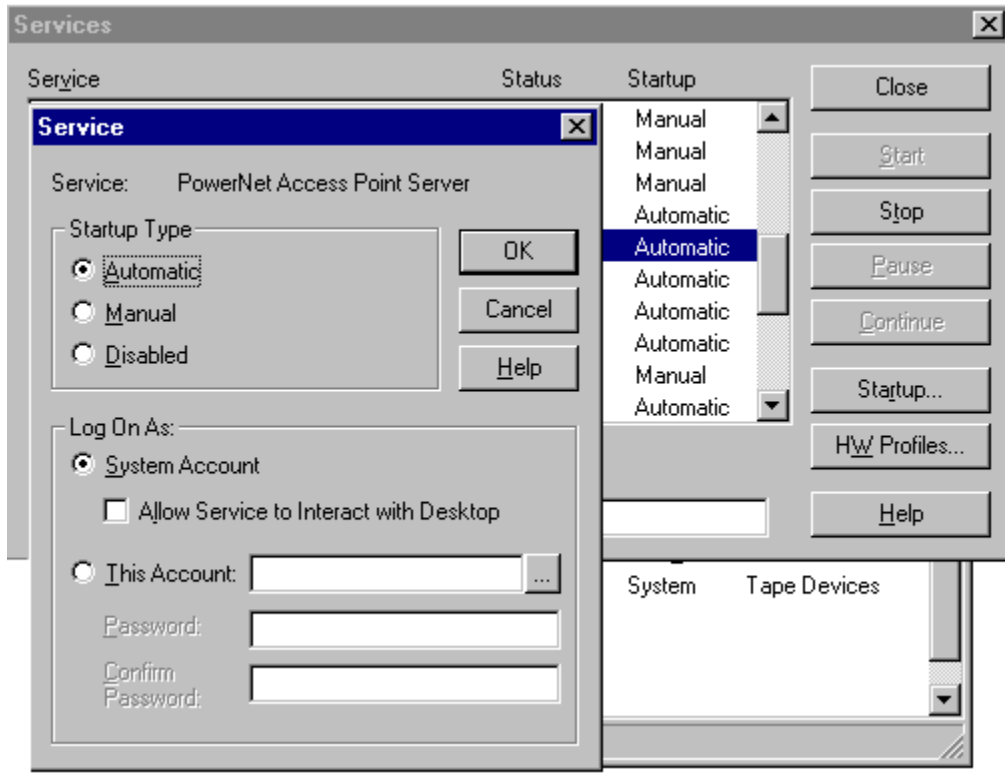 Services
Service Status Startup
Close
Service
Service: PowerNet Access Point Server
Startup Type
Automatic
Manual
Disabled
OK
Cancel
Help
Log On As:
System Account
Allow Service to Interact with Desktop
This Account: ...
Password:
Confirm
Password:
Manual
Manual
Manual
Automatic
Automatic
Automatic
Automatic
Automatic
Manual
Automatic
Start
Stop
Pause
Continue
Startup...
HW Profiles...
Help
System Tape Devices